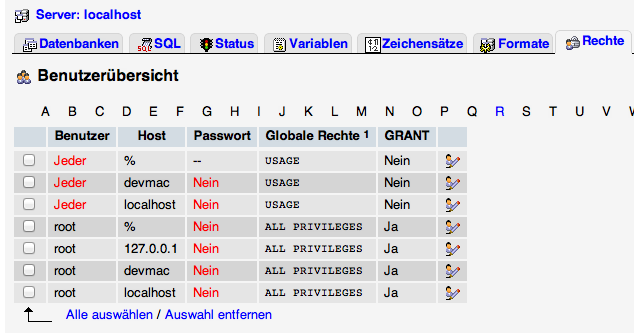 Server: localhost
Datenbanken SQL Status Variablen Zeichensätze Formate Rechte
Benutzerübersicht
A B C D E F G H I J K L M N O P Q R S T U V W
Benutzer Host Passwort Globale Rechte 1 GRANT
Jeder % -- USAGE Nein
Jeder devmac Nein USAGE Nein
Jeder localhost Nein USAGE Nein
root % Nein ALL PRIVILEGES Ja
root 127.0.0.1 Nein ALL PRIVILEGES Ja
root devmac Nein ALL PRIVILEGES Ja
root localhost Nein ALL PRIVILEGES Ja
Alle auswählen / Auswahl entfernen